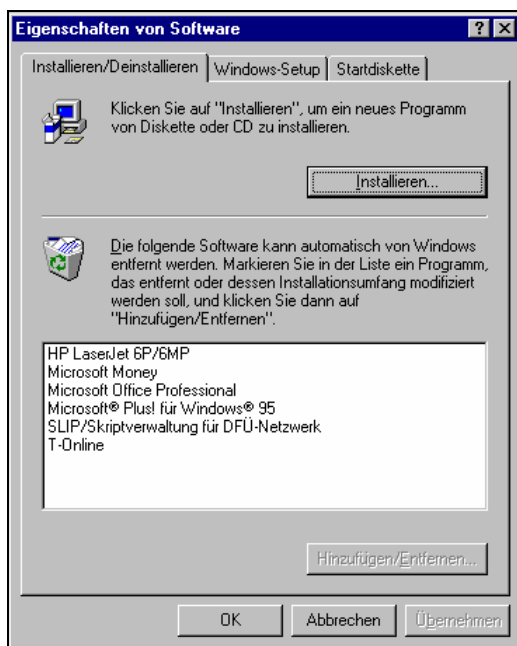 Eigenschaften von Software
Installieren/Deinstallieren Windows-Setup Startdiskette
Klicken Sie auf "Installieren", um ein neues Programm
von Diskette oder CD zu installieren.
Installieren...
Die folgende Software kann automatisch von Windows
entfernt werden. Markieren Sie in der Liste ein Programm,
das entfernt oder dessen Installationsumfang modifiziert
werden soll, und klicken Sie dann auf
"Hinzufügen/Entfernen".
HP LaserJet 6P/6MP
Microsoft Money
Microsoft Office Professional
Microsoft® Plus! für Windows® 95
SLIP/Skriptverwaltung für DFÜ-Netzwerk
T-Online
Hinzufügen/Entfernen...
OK Abbrechen Übernehmen